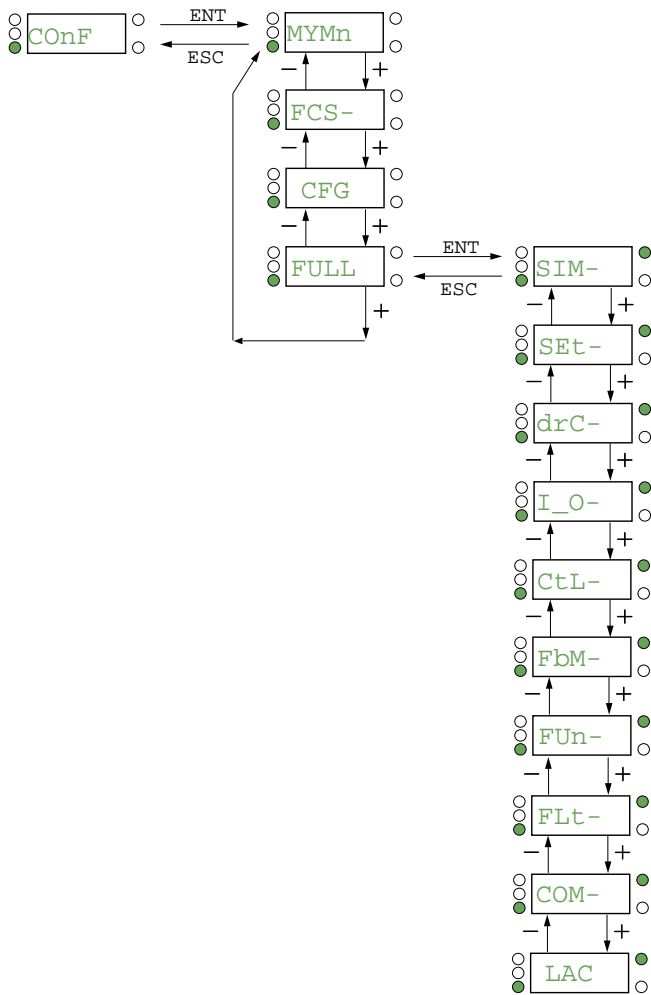 COnF
ENT
ESC
MYMn
- +
FCS-
- +
CFG
- +
FULL
+
ENT
ESC
SIM-
- +
SEt-
- +
drC-
- +
I_O-
- +
CtL-
- +
FbM-
- +
FUn-
- +
FLt-
- +
COM-
- +
LAC